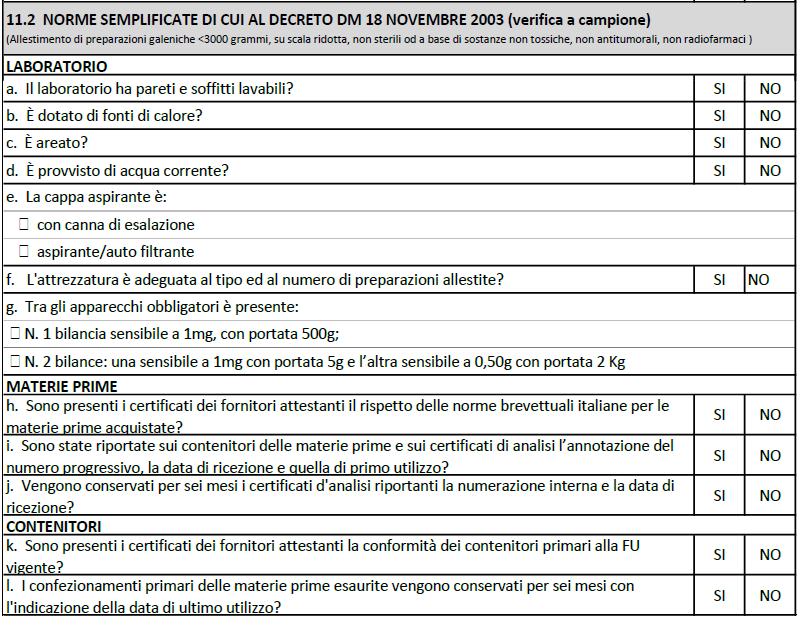 11.2 NORME SEMPLIFICATE DI CUI AL DECRETO DM 18 NOVEMBRE 2003 (verifica a campione)
(Allestimento di preparazioni galeniche <3000 grammi, su scala ridotta, non sterili od a base di sostanze non tossiche, non antitumorali, non radiofarmaci )
LABORATORIO
a. Il laboratorio ha pareti e soffitti lavabili? SI NO
b. È dotato di fonti di calore? SI NO
c. È areato? SI NO
d. È provvisto di acqua corrente? SI NO
e. La cappa aspirante è:
☐ con canna di esalazione
☐ aspirante/auto filtrante
f. L'attrezzatura è adeguata al tipo ed al numero di preparazioni allestite? SI NO
g. Tra gli apparecchi obbligatori è presente:
☐ N. 1 bilancia sensibile a 1mg, con portata 500g;
☐ N. 2 bilance: una sensibile a 1mg con portata 5g e l’altra sensibile a 0,50g con portata 2 Kg
MATERIE PRIME
h. Sono presenti i certificati dei fornitori attestanti il rispetto delle norme brevettuali italiane per le
materie prime acquistate? SI NO
i. Sono state riportate sui contenitori delle materie prime e sui certificati di analisi l’annotazione del
numero progressivo, la data di ricezione e quella di primo utilizzo? SI NO
j. Vengono conservati per sei mesi i certificati d'analisi riportanti la numerazione interna e la data di
ricezione? SI NO
CONTENITORI
k. Sono presenti i certificati dei fornitori attestanti la conformità dei contenitori primari alla FU
vigente? SI NO
l. I confezionamenti primari delle materie prime esaurite vengono conservati per sei mesi con
l'indicazione della data di ultimo utilizzo? SI NO